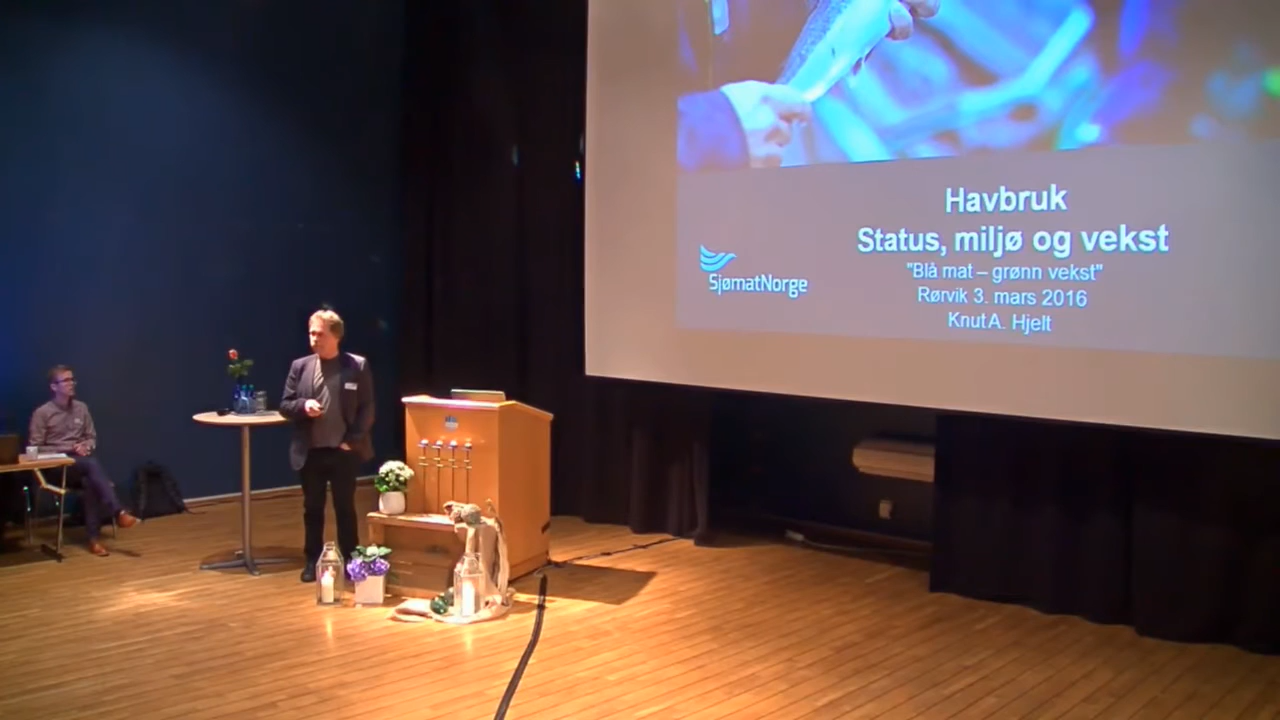 Havbruk
Status, miljø og vekst
"Blå mat – grønn vekst"
Rørvik 3. mars 2016
Knut A. Hjelt
SjømatNorge